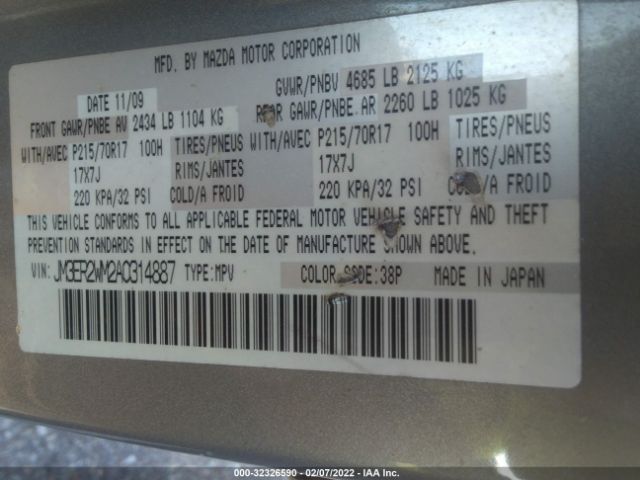 MFD. BY MAZDA MOTOR CORPORATION
DATE 11/09
GVWR/PNBV 4685 LB 2125 KG
FRONT GAWR/PNBE AV 2434 LB 1104 KG
REAR GAWR/PNBE AR 2260 LB 1025 KG
WITH/AVEC P215/70R17 100H TIRES/PNEUS
17X7J RIMS/JANTES
220 KPA/32 PSI COLD/A FROID
WITH/AVEC P215/70R17 100H TIRES/PNEUS
17X7J RIMS/JANTES
220 KPA/32 PSI COLD/A FROID
THIS VEHICLE CONFORMS TO ALL APPLICABLE FEDERAL MOTOR VEHICLE SAFETY AND THEFT
PREVENTION STANDARDS IN EFFECT ON THE DATE OF MANUFACTURE SHOWN ABOVE.
VIN: JM3ER2WM2A0314887 TYPE:MPV COLOR CODE:38P MADE IN JAPAN
000-32326590 — 02/07/2022 — IAAI.COM